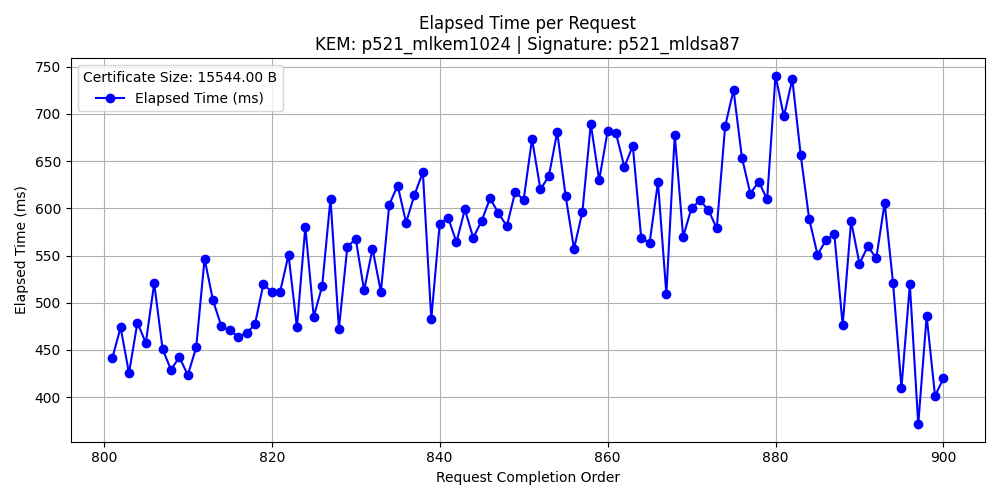 Elapsed Time per Request
KEM: p521_mlkem1024 | Signature: p521_mldsa87
Certificate Size: 15544.00 B
Elapsed Time (ms)
Elapsed Time (ms)
750
700
650
600
550
500
450
400
800
820
840
860
880
900
Request Completion Order